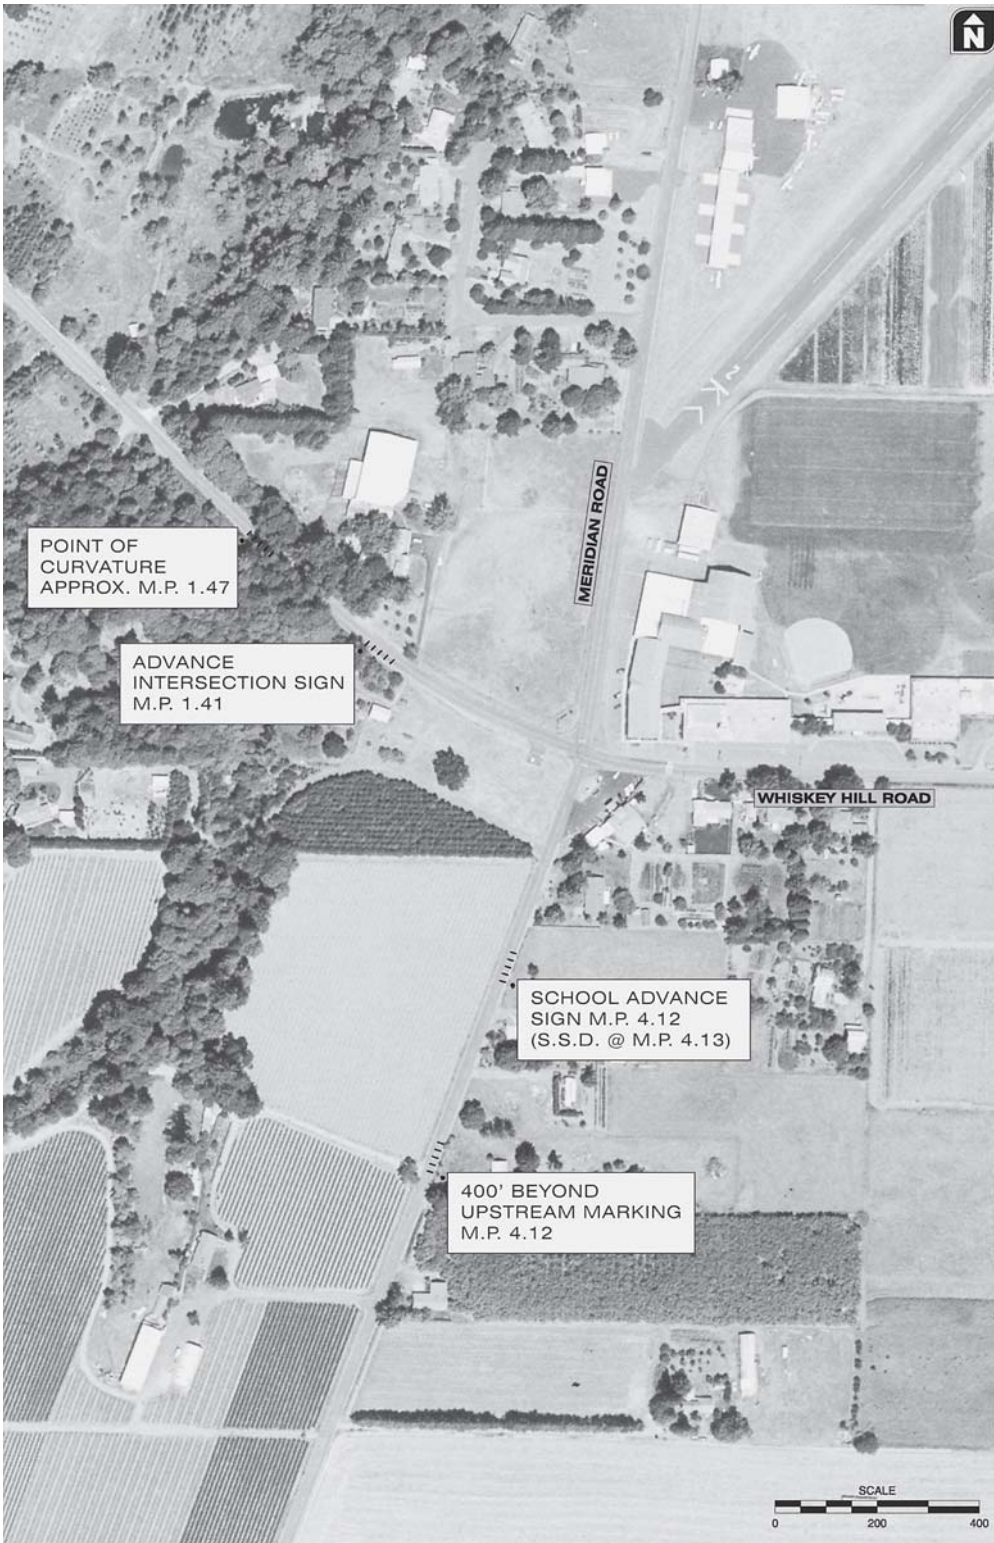 N
2
MERIDIAN ROAD
POINT OF
CURVATURE
APPROX. M.P. 1.47
ADVANCE
INTERSECTION SIGN
M.P. 1.41
WHISKEY HILL ROAD
SCHOOL ADVANCE
SIGN M.P. 4.12
(S.S.D. @ M.P. 4.13)
400' BEYOND
UPSTREAM MARKING
M.P. 4.12
SCALE
0 200 400